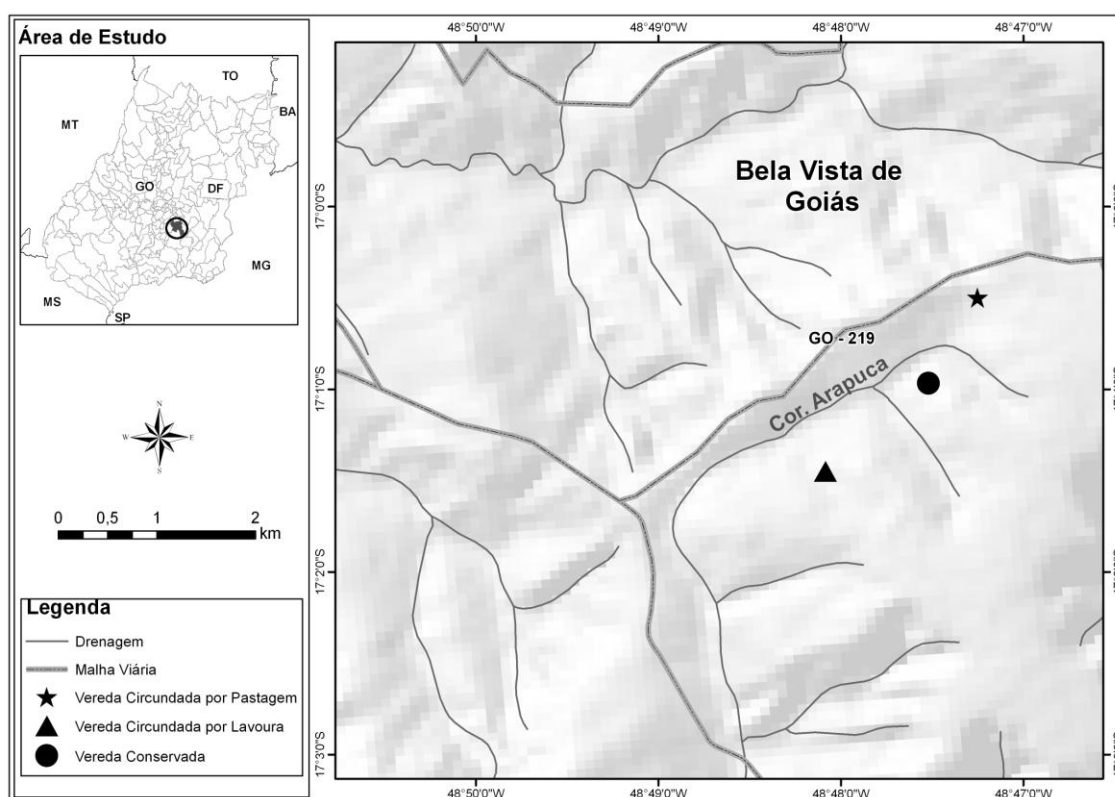 Área de Estudo
TO
BA
MT
GO
DF
MG
MS
SP
N
W
E
S
0 0,5 1 2
km
Legenda
Drenagem
Malha Viária
Vereda Circundada por Pastagem
Vereda Circundada por Lavoura
Vereda Conservada
48°50'0"W 48°49'0"W 48°48'0"W 48°47'0"W
17°0'0"S
17°1'0"S
17°2'0"S
17°3'0"S
Bela Vista de
Goiás
GO - 219
Cor. Arapuca
48°50'0"W 48°49'0"W 48°48'0"W 48°47'0"W